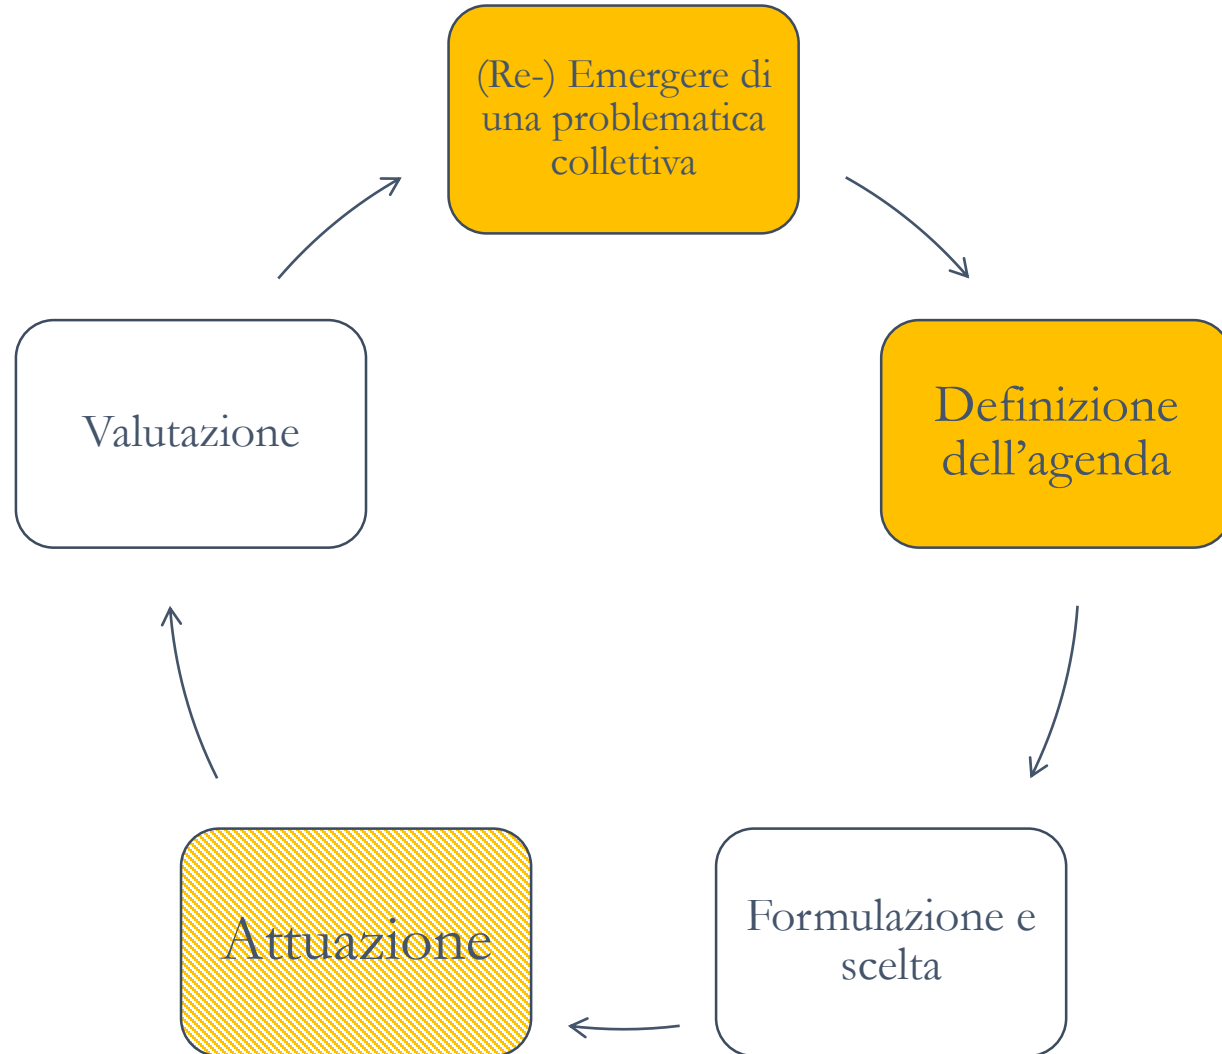 (Re-) Emergere di
una problematica
collettiva
Definizione
dell’agenda
Formulazione e
scelta
Attuazione
Valutazione